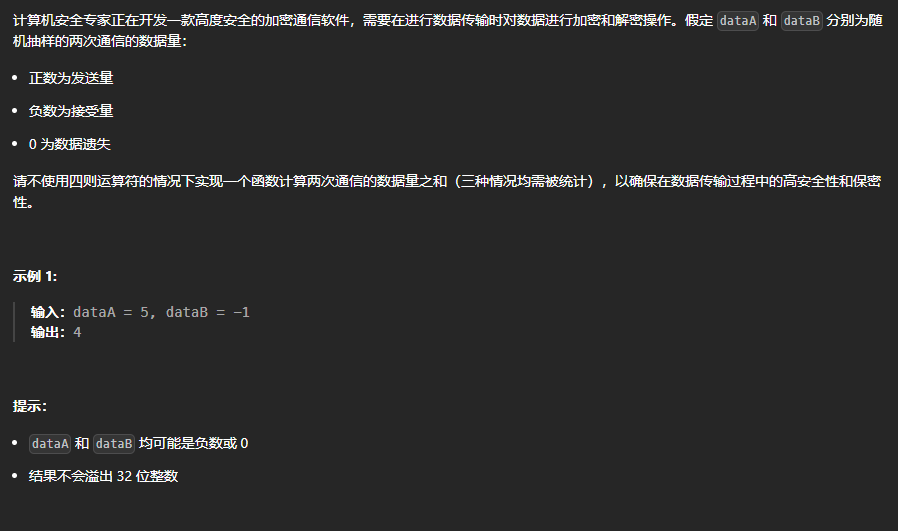 计算机安全专家正在开发一款高度安全的加密通信软件，需要在进行数据传输时对数据进行加密和解密操作。假定 dataA 和 dataB 分别为随
机抽样的两次通信的数据量：
• 正数为发送量
• 负数为接受量
• 0 为数据遗失
请不使用四则运算符的情况下实现一个函数计算两次通信的数据量之和（三种情况均需被统计），以确保在数据传输过程中的高安全性和保密
性。
示例 1：
输入：dataA = 5, dataB = -1
输出：4
提示：
• dataA 和 dataB 均可能是负数或 0
• 结果不会溢出 32 位整数